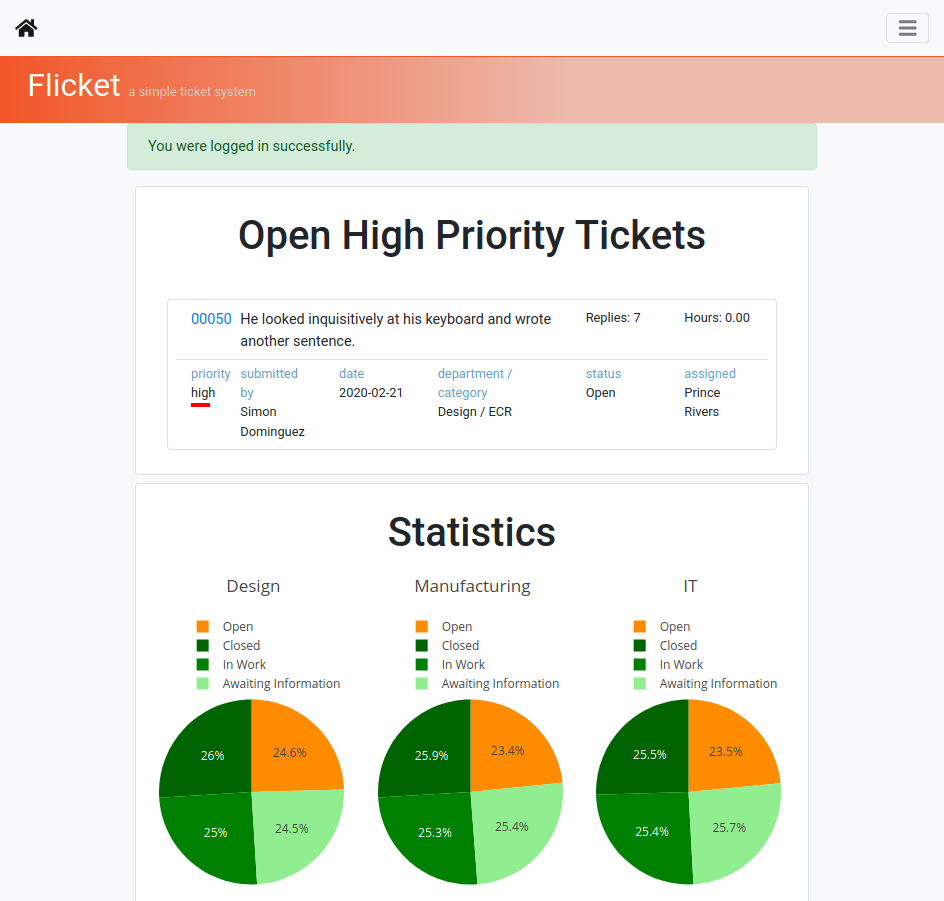 Flicket a simple ticket system
You were logged in successfully.
Open High Priority Tickets
00050 He looked inquisitively at his keyboard and wrote another sentence. Replies: 7 Hours: 0.00
priority submitted by date department / category status assigned
high Simon Dominguez 2020-02-21 Design / ECR Open Prince Rivers
Statistics
Design
Open
Closed
In Work
Awaiting Information
26%
24.6%
25%
24.5%
Manufacturing
Open
Closed
In Work
Awaiting Information
25.9%
23.4%
25.3%
25.4%
IT
Open
Closed
In Work
Awaiting Information
25.5%
23.5%
25.4%
25.7%